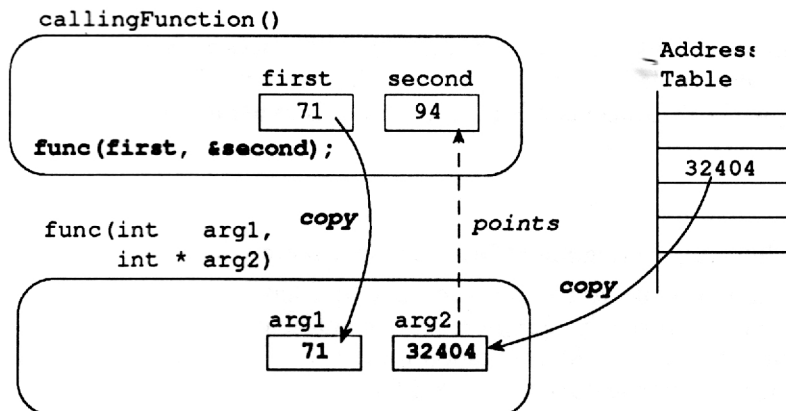 callingFunction()
first second
71 94
func(first, &second);
Address
Table
32404
func(int arg1,
int * arg2)
copy
points
copy
arg1 arg2
71 32404